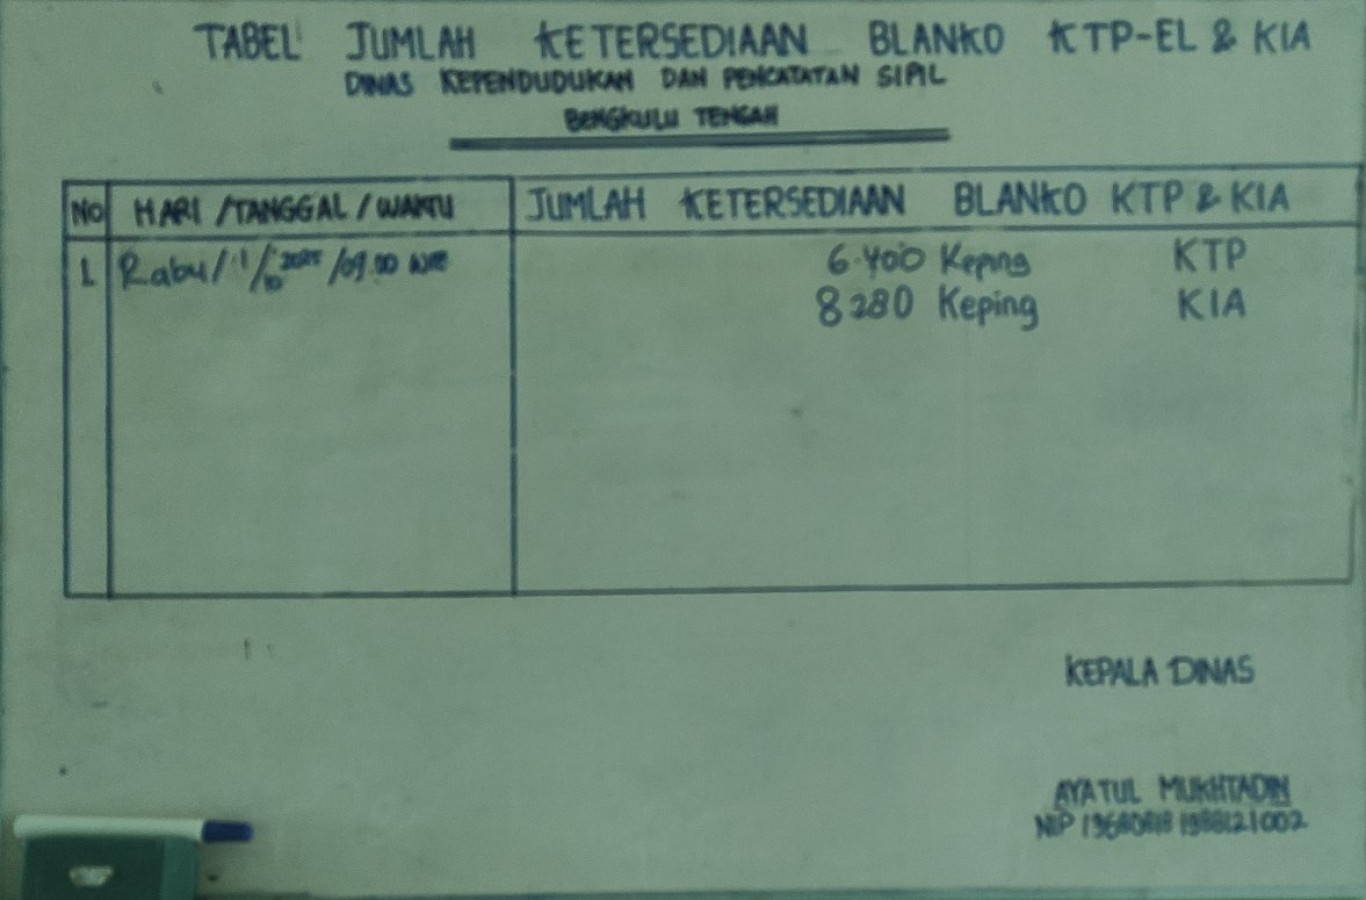 TABEL JUMLAH KETERSEDIAAN BLANKO KTP-EL & KIA
DINAS KEPENDUDUKAN DAN PENCATATAN SIPIL
BENGKULU TENGAH
NO HARI /TANGGAL / WAKTU JUMLAH KETERSEDIAAN BLANKO KTP & KIA
1. Rabu / 1 / 10 2025 / 09.00 WIB 6.400 Keping KTP
8280 Keping KIA
KEPALA DINAS
AYATUL MUKHTADIN
NIP